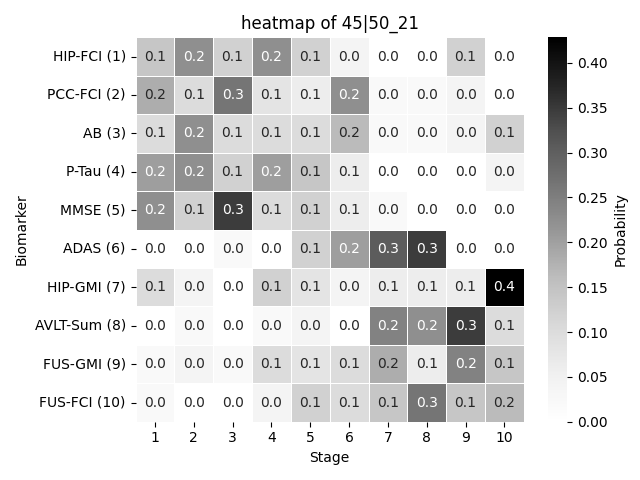 heatmap of 45|50_21
HIP-FCI (1) 0.1 0.2 0.1 0.2 0.1 0.0 0.0 0.0 0.1 0.0
PCC-FCI (2) 0.2 0.1 0.3 0.1 0.1 0.2 0.0 0.0 0.0 0.0
AB (3) 0.1 0.2 0.1 0.1 0.1 0.2 0.0 0.0 0.0 0.1
P-Tau (4) 0.2 0.2 0.1 0.2 0.1 0.1 0.0 0.0 0.0 0.0
MMSE (5) 0.2 0.1 0.3 0.1 0.1 0.1 0.0 0.0 0.0 0.0
ADAS (6) 0.0 0.0 0.0 0.0 0.1 0.2 0.3 0.3 0.0 0.0
HIP-GMI (7) 0.1 0.0 0.0 0.1 0.1 0.0 0.1 0.1 0.1 0.4
AVLT-Sum (8) 0.0 0.0 0.0 0.0 0.0 0.0 0.2 0.2 0.3 0.1
FUS-GMI (9) 0.0 0.0 0.0 0.1 0.1 0.1 0.2 0.1 0.2 0.1
FUS-FCI (10) 0.0 0.0 0.0 0.0 0.1 0.1 0.1 0.3 0.1 0.2
1 2 3 4 5 6 7 8 9 10
Stage
Biomarker
0.40
0.35
0.30
0.25
0.20
0.15
0.10
0.05
0.00
Probability